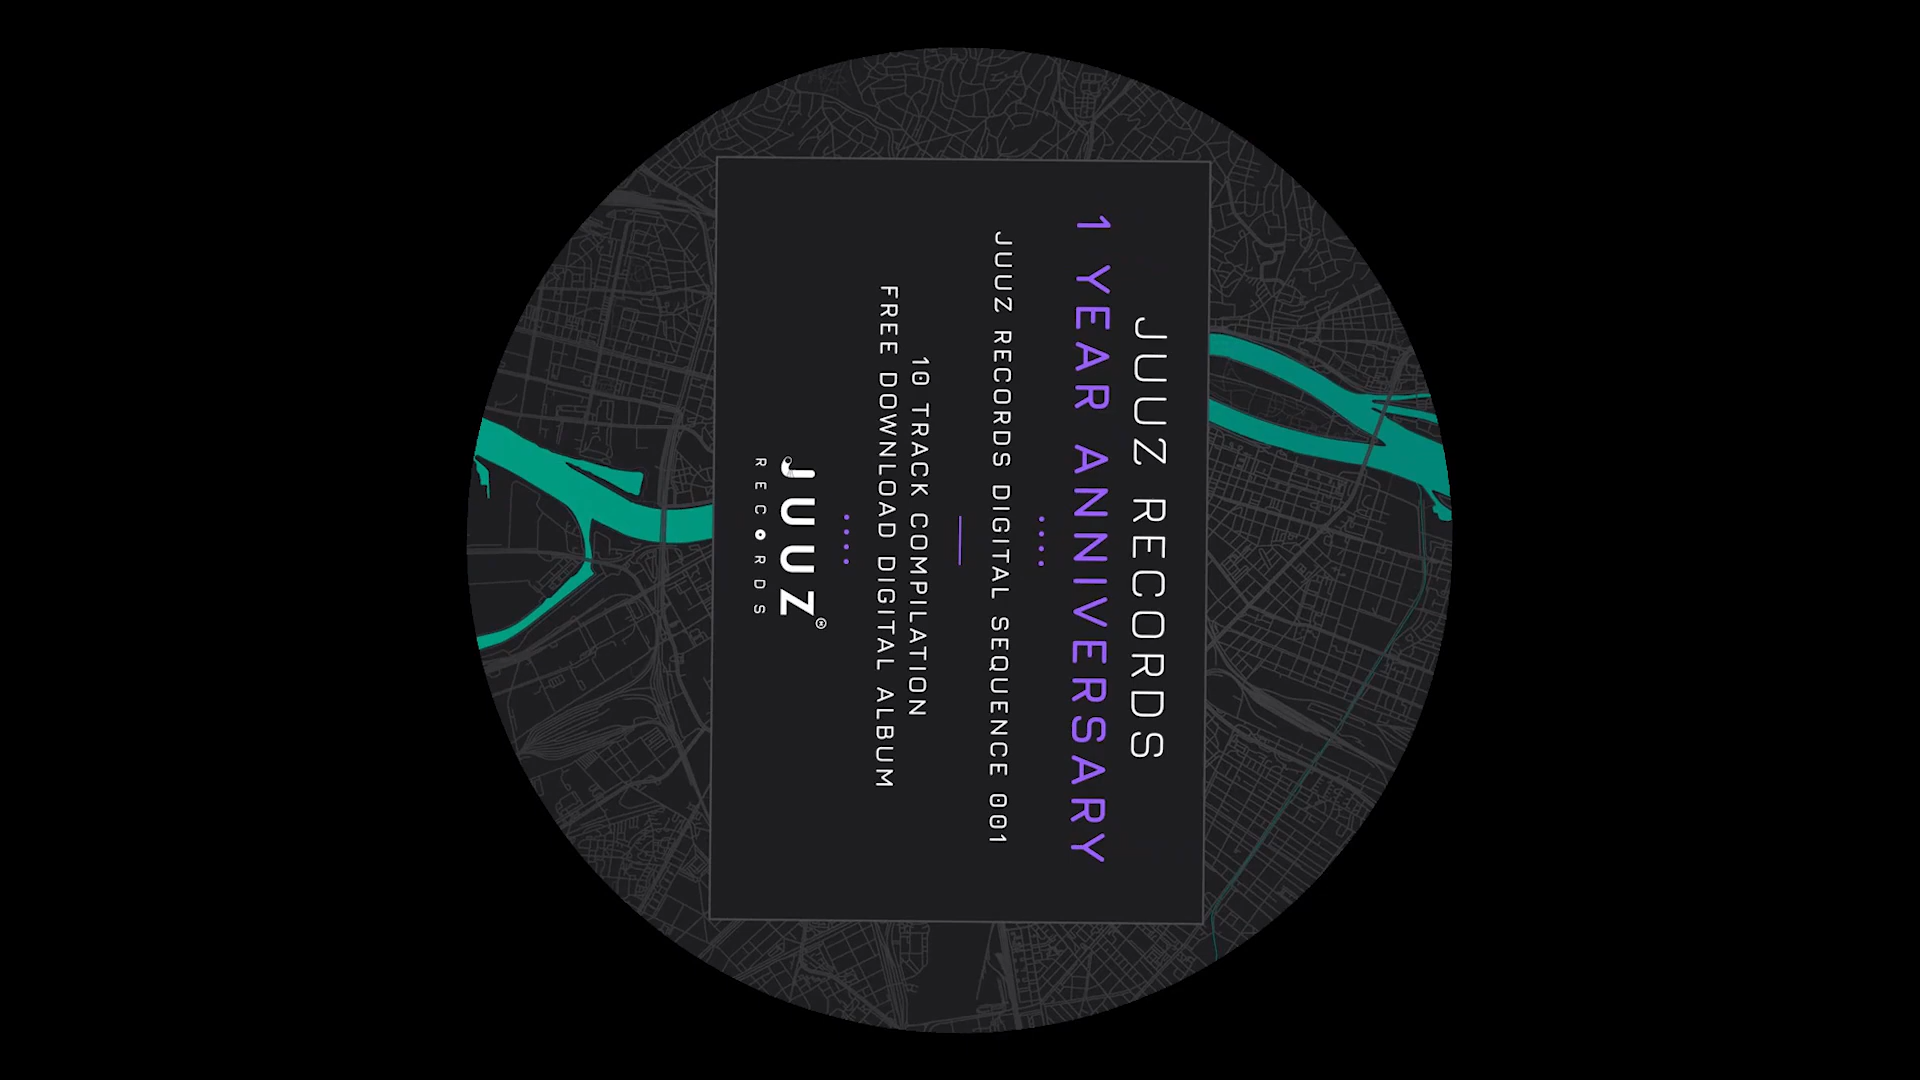 JUUZ RECORDS
1 YEAR ANNIVERSARY
JUUZ RECORDS DIGITAL SEQUENCE 001
10 TRACK COMPILATION
FREE DOWNLOAD DIGITAL ALBUM
JUUZ®
RECORDS